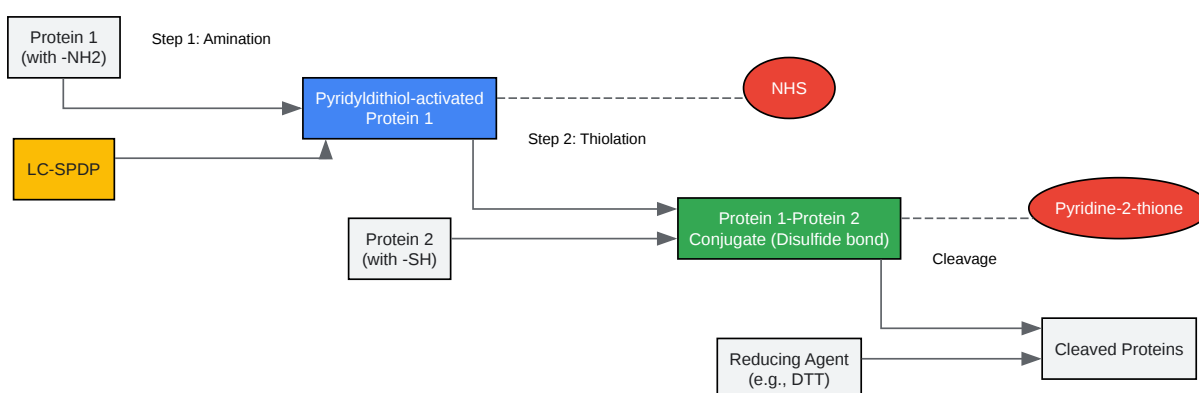 Protein 1
(with -NH2)
Step 1: Amination
Pyridyldithiol-activated
Protein 1
NHS
LC-SPDP
Step 2: Thiolation
Protein 2
(with -SH)
Protein 1-Protein 2
Conjugate (Disulfide bond)
Pyridine-2-thione
Cleavage
Reducing Agent
(e.g., DTT)
Cleaved Proteins